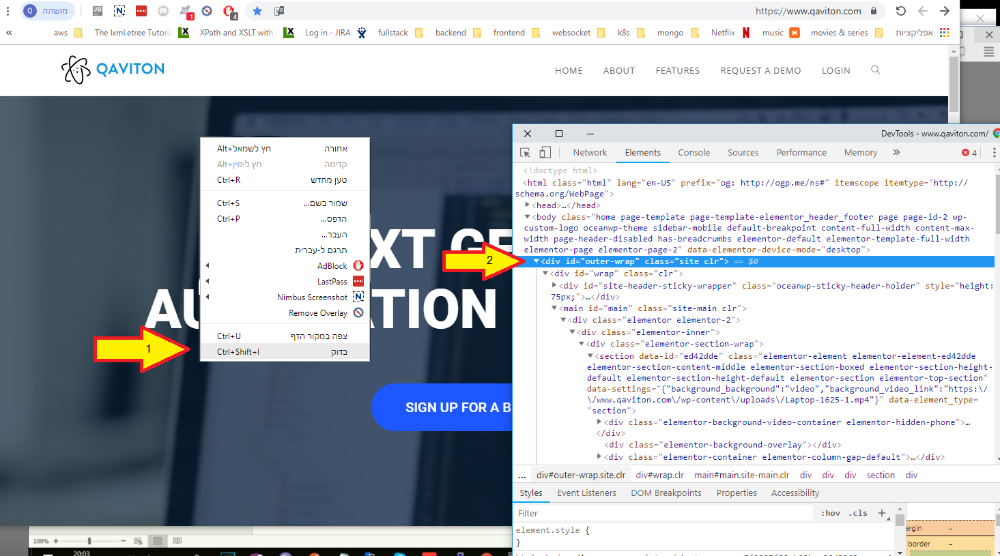 Q מושהה
JB
N
1
4
https://www.qaviton.com
« aws The lxml.etree Tutoria XPath and XSLT with Log in - JIRA fullstack backend frontend websocket k8s mongo Netflix music movies & series אפליקציות
QAVITON
HOME ABOUT FEATURES REQUEST A DEMO LOGIN
אחורה Alt+חץ לשמאל
קדימה Alt+חץ לימין
טען מחדש Ctrl+R
שמור בשם... Ctrl+S
הדפס... Ctrl+P
העבר...
תרגם ל-עברית
AdBlock
LastPass
Nimbus Screenshot
Remove Overlay
צפה במקור הדף Ctrl+U
בדוק Ctrl+Shift+I
1
2
XT GE
AU ATION
SIGN UP FOR A B
DevTools - www.qaviton.com/
Network Elements Console Sources Performance Memory » 4
<!doctype html>
<html class="html" lang="en-US" prefix="og: http://ogp.me/ns#" itemscope itemtype="http://
schema.org/WebPage">
<head>…</head>
<body class="home page-template page-template-elementor_header_footer page page-id-2 wp-
custom-logo oceanwp-theme sidebar-mobile default-breakpoint content-full-width content-max-
width page-header-disabled has-breadcrumbs elementor-default elementor-template-full-width
elementor-page elementor-page-2" data-elementor-device-mode="desktop">
<div id="outer-wrap" class="site clr"> == $0
<div id="wrap" class="clr">
<div id="site-header-sticky-wrapper" class="oceanwp-sticky-header-holder" style="height:
75px;">…</div>
<main id="main" class="site-main clr">
<div class="elementor elementor-2">
<div class="elementor-inner">
<div class="elementor-section-wrap">
<section data-id="ed42dde" class="elementor-element elementor-element-ed42dde
elementor-section-content-middle elementor-section-boxed elementor-section-height-
default elementor-section-height-default elementor-section elementor-top-section"
data-settings="{"background_background":"video","background_video_link":"https:\/
\/www.qaviton.com\/wp-content\/uploads\/Laptop-1625-1.mp4"}" data-element_type=
"section">
<div class="elementor-background-video-container elementor-hidden-phone">…
</div>
<div class="elementor-background-overlay"></div>
<div class="elementor-container elementor-column-gap-default">…</div>
... div#outer-wrap.site.clr div#wrap.clr main#main.site-main.clr div div div section div
Styles Event Listeners DOM Breakpoints Properties Accessibility
Filter :hov .cls +
element.style {
}
argin –
border –
100% + −
20:03